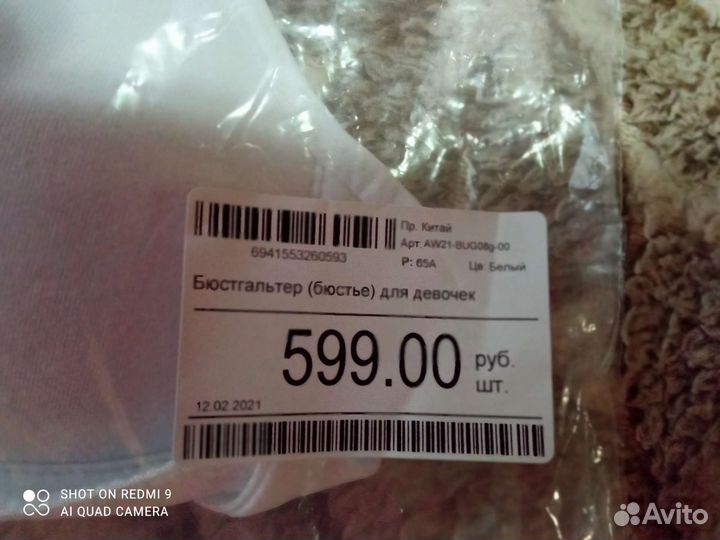 Пр. Китай
Арт: AW21-BUG08g-00
6941553260593
Р: 65A Цв: Белый
Бюстгальтер (бюстье) для девочек
599.00 руб.
шт.
12.02.2021
SHOT ON REDMI 9
AI QUAD CAMERA
Avito